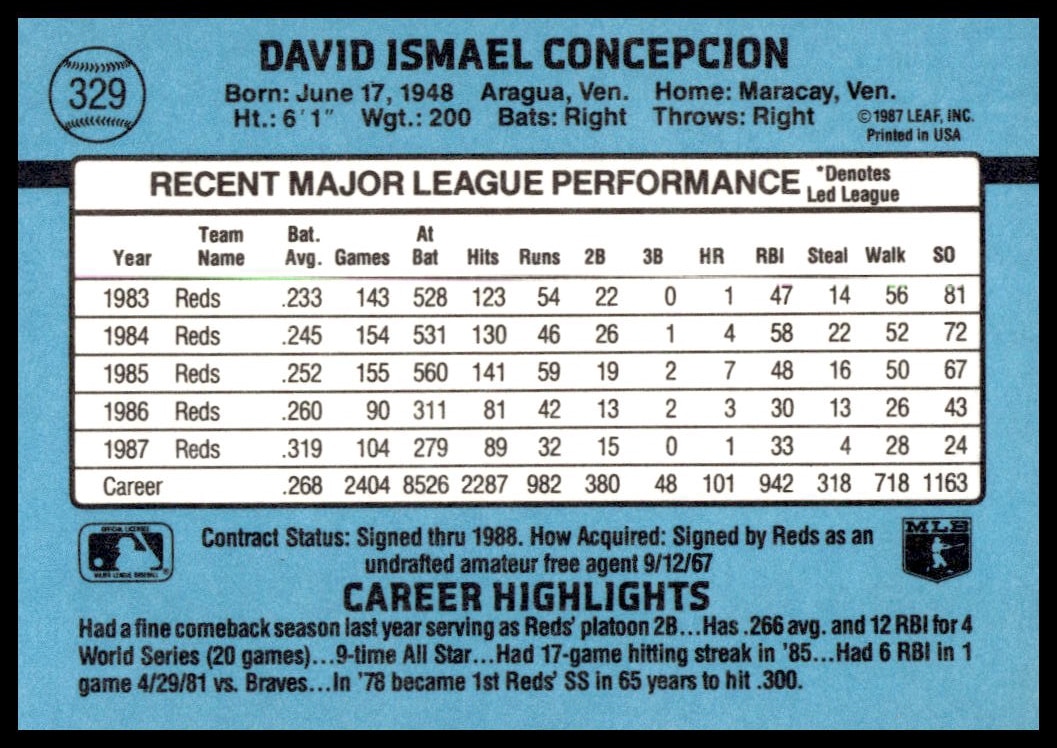 329
DAVID ISMAEL CONCEPCION
Born: June 17, 1948 Aragua, Ven. Home: Maracay, Ven.
Ht.: 6'1" Wgt.: 200 Bats: Right Throws: Right
©1987 LEAF, INC.
Printed in USA
RECENT MAJOR LEAGUE PERFORMANCE *Denotes
Led League
Year Team Name Bat. Avg. Games At Bat Hits Runs 2B 3B HR RBI Steal Walk SO
1983 Reds .233 143 528 123 54 22 0 1 47 14 56 81
1984 Reds .245 154 531 130 46 26 1 4 58 22 52 72
1985 Reds .252 155 560 141 59 19 2 7 48 16 50 67
1986 Reds .260 90 311 81 42 13 2 3 30 13 26 43
1987 Reds .319 104 279 89 32 15 0 1 33 4 28 24
Career .268 2404 8526 2287 982 380 48 101 942 318 718 1163
OFFICIAL LICENSEE
MAJOR LEAGUE BASEBALL
Contract Status: Signed thru 1988. How Acquired: Signed by Reds as an
undrafted amateur free agent 9/12/67
MLB
CAREER HIGHLIGHTS
Had a fine comeback season last year serving as Reds' platoon 2B...Has .266 avg. and 12 RBI for 4
World Series (20 games)...9-time All Star...Had 17-game hitting streak in '85...Had 6 RBI in 1
game 4/29/81 vs. Braves...In '78 became 1st Reds' SS in 65 years to hit .300.